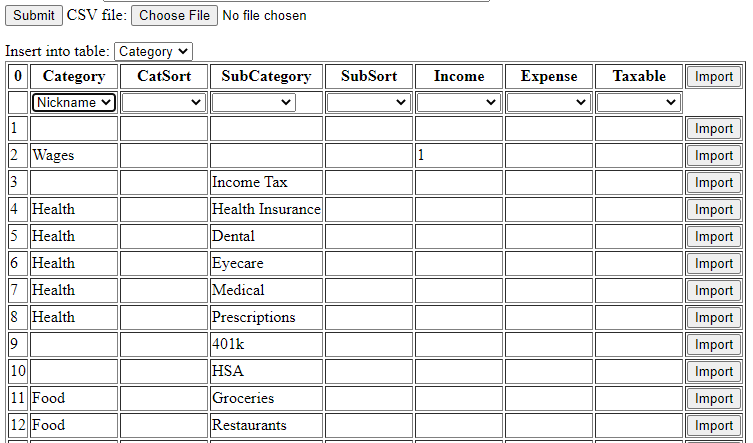 Submit CSV file: Choose File No file chosen
Insert into table: Category
0 Category CatSort SubCategory SubSort Income Expense Taxable Import
Nickname
1 Import
2 Wages 1 Import
3 Income Tax Import
4 Health Health Insurance Import
5 Health Dental Import
6 Health Eyecare Import
7 Health Medical Import
8 Health Prescriptions Import
9 401k Import
10 HSA Import
11 Food Groceries Import
12 Food Restaurants Import